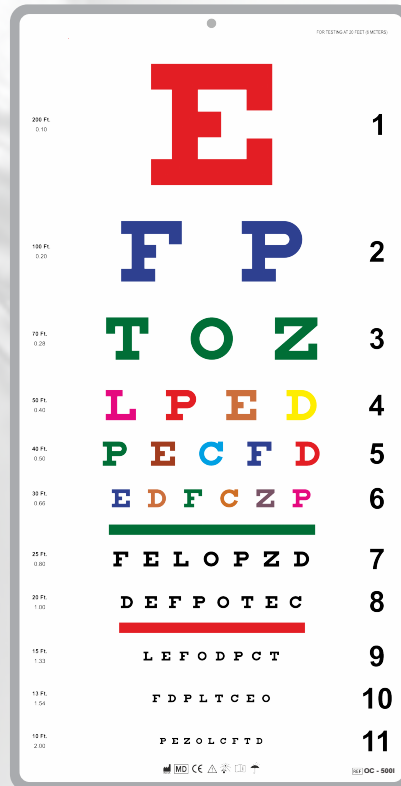 FOR TESTING AT 20 FEET (6 METERS)
200 Ft. 0.10 E 1
100 Ft. 0.20 F P 2
70 Ft. 0.28 T O Z 3
50 Ft. 0.40 L P E D 4
40 Ft. 0.50 P E C F D 5
30 Ft. 0.66 E D F C Z P 6
25 Ft. 0.80 F E L O P Z D 7
20 Ft. 1.00 D E F P O T E C 8
15 Ft. 1.33 L E F O D P C T 9
13 Ft. 1.54 F D P L T C E O 10
10 Ft. 2.00 P E Z O L C F T D 11
MD CE REF OC - 500I